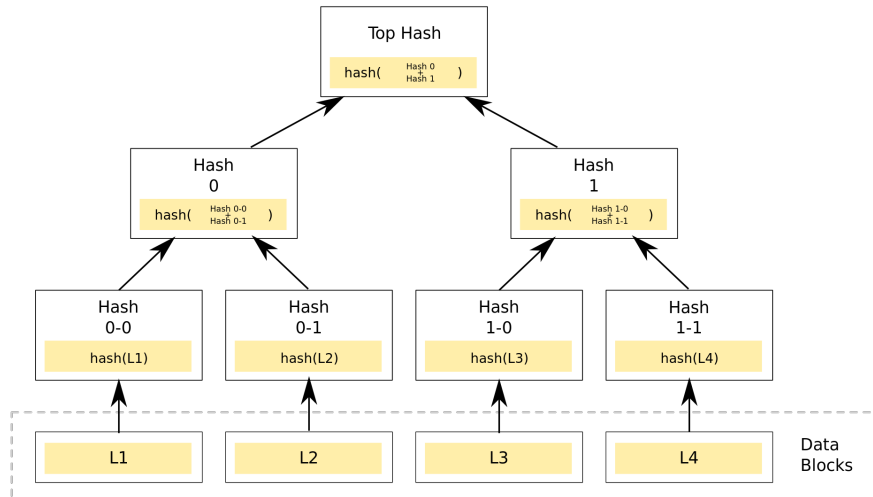 Top Hash
hash( Hash 0 + Hash 1 )
Hash
0
hash( Hash 0-0 + Hash 0-1 )
Hash
1
hash( Hash 1-0 + Hash 1-1 )
Hash
0-0
hash(L1)
Hash
0-1
hash(L2)
Hash
1-0
hash(L3)
Hash
1-1
hash(L4)
L1
L2
L3
L4
Data
Blocks